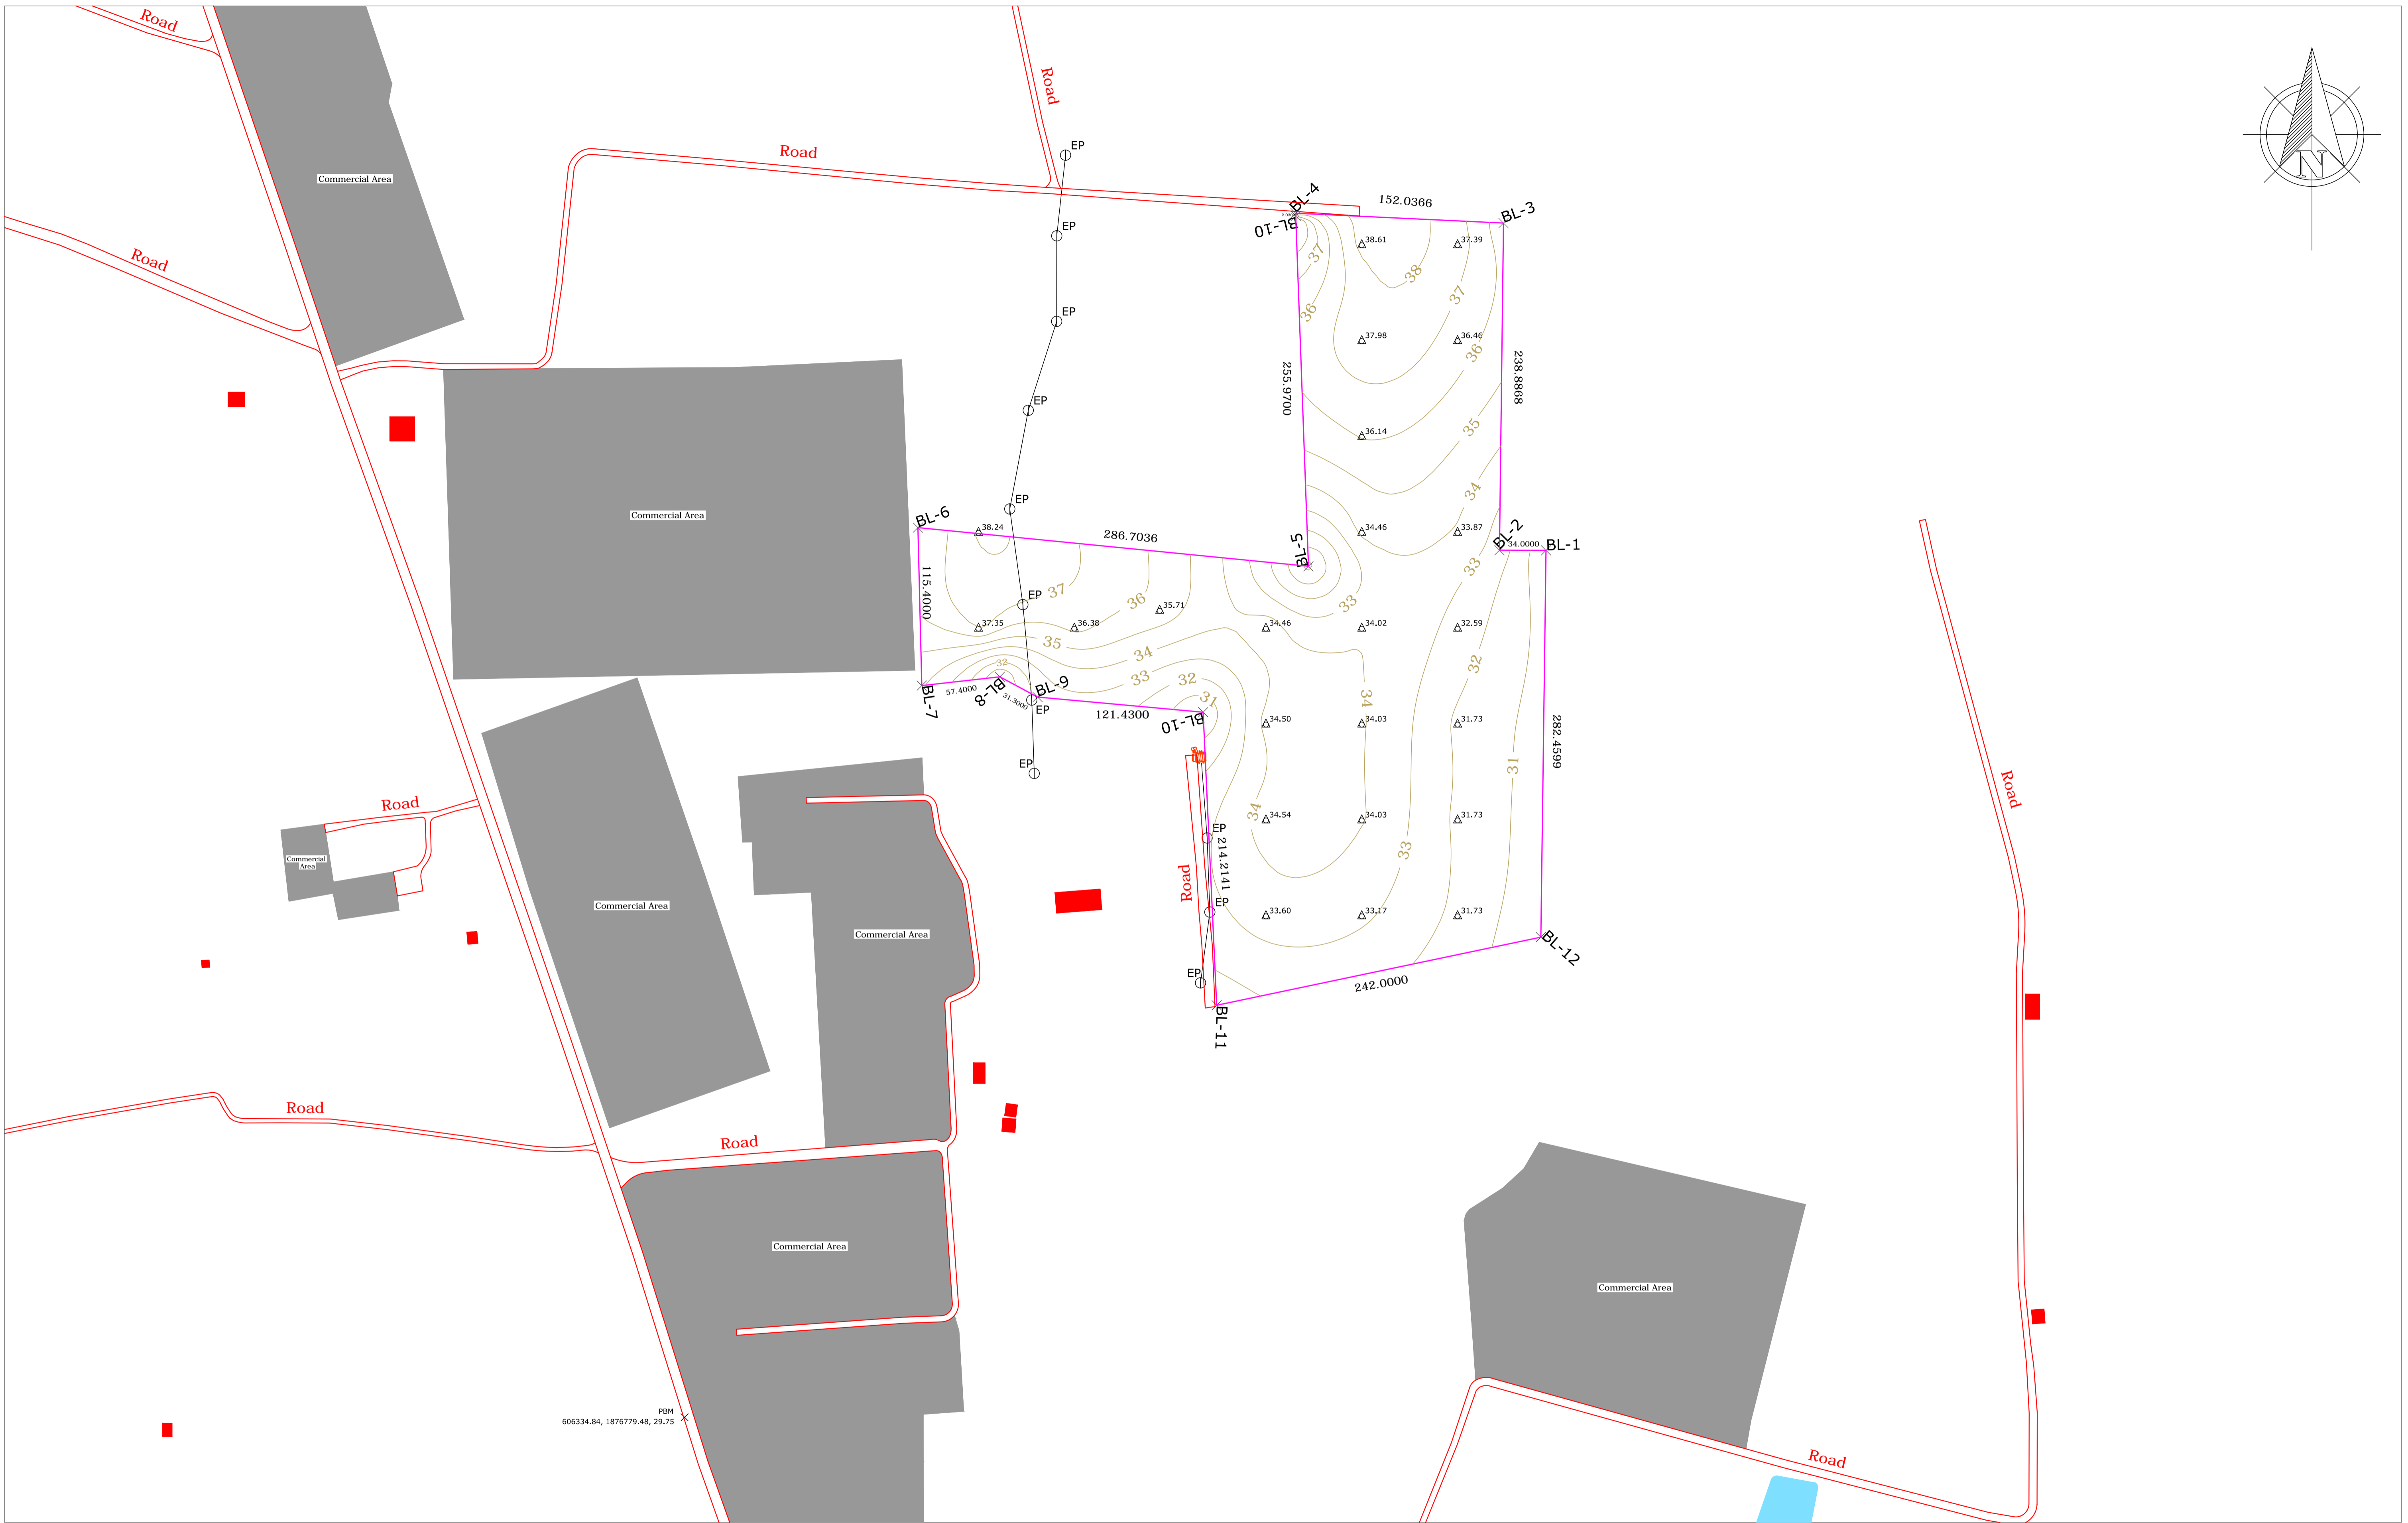 Road
Road
Commercial Area
EP
Road
N
BL-4
152.0366
BL-3
BL-10
EP
38.61
37.39
37
38
Road
37
36
EP
37.98
36.46
36
255.9700
238.8868
EP
36.14
35
Commercial Area
34
EP
BL-6
38.24
286.7036
BL-5
34.46
33.87
BL-2
34.0000
BL-1
33
115.4000
37
EP
36
35.71
33
37.35
36.38
34.46
34.02
32.59
35
34
32
32
33
BL-7
57.4000
BL-8
31.3000
BL-9
EP
32
31
34
121.4300
BL-10
34.50
34.03
31.73
282.4599
31
EP
Road
Road
34
34.54
34.03
31.73
EP
33
Commercial
Area
214.2141
Road
Commercial Area
33.60
33.17
31.73
EP
Commercial Area
BL-12
EP
242.0000
BL-11
Road
Road
Commercial Area
Commercial Area
PBM
606334.84, 1876779.48, 29.75
Road